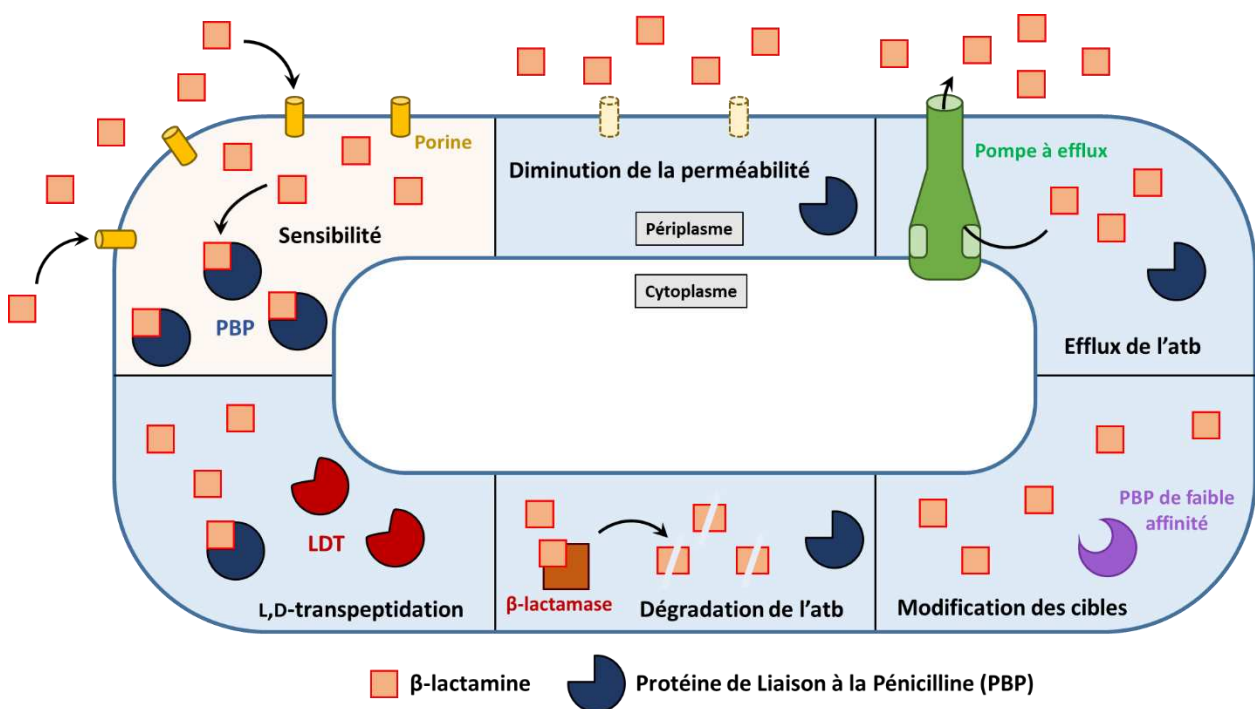 Porine
Sensibilité
PBP
Diminution de la perméabilité
Périplasme
Cytoplasme
Pompe à efflux
Efflux de l'atb
LDT
L,D-transpeptidation
β-lactamase
Dégradation de l'atb
PBP de faible
affinité
Modification des cibles
β-lactamine
Protéine de Liaison à la Pénicilline (PBP)